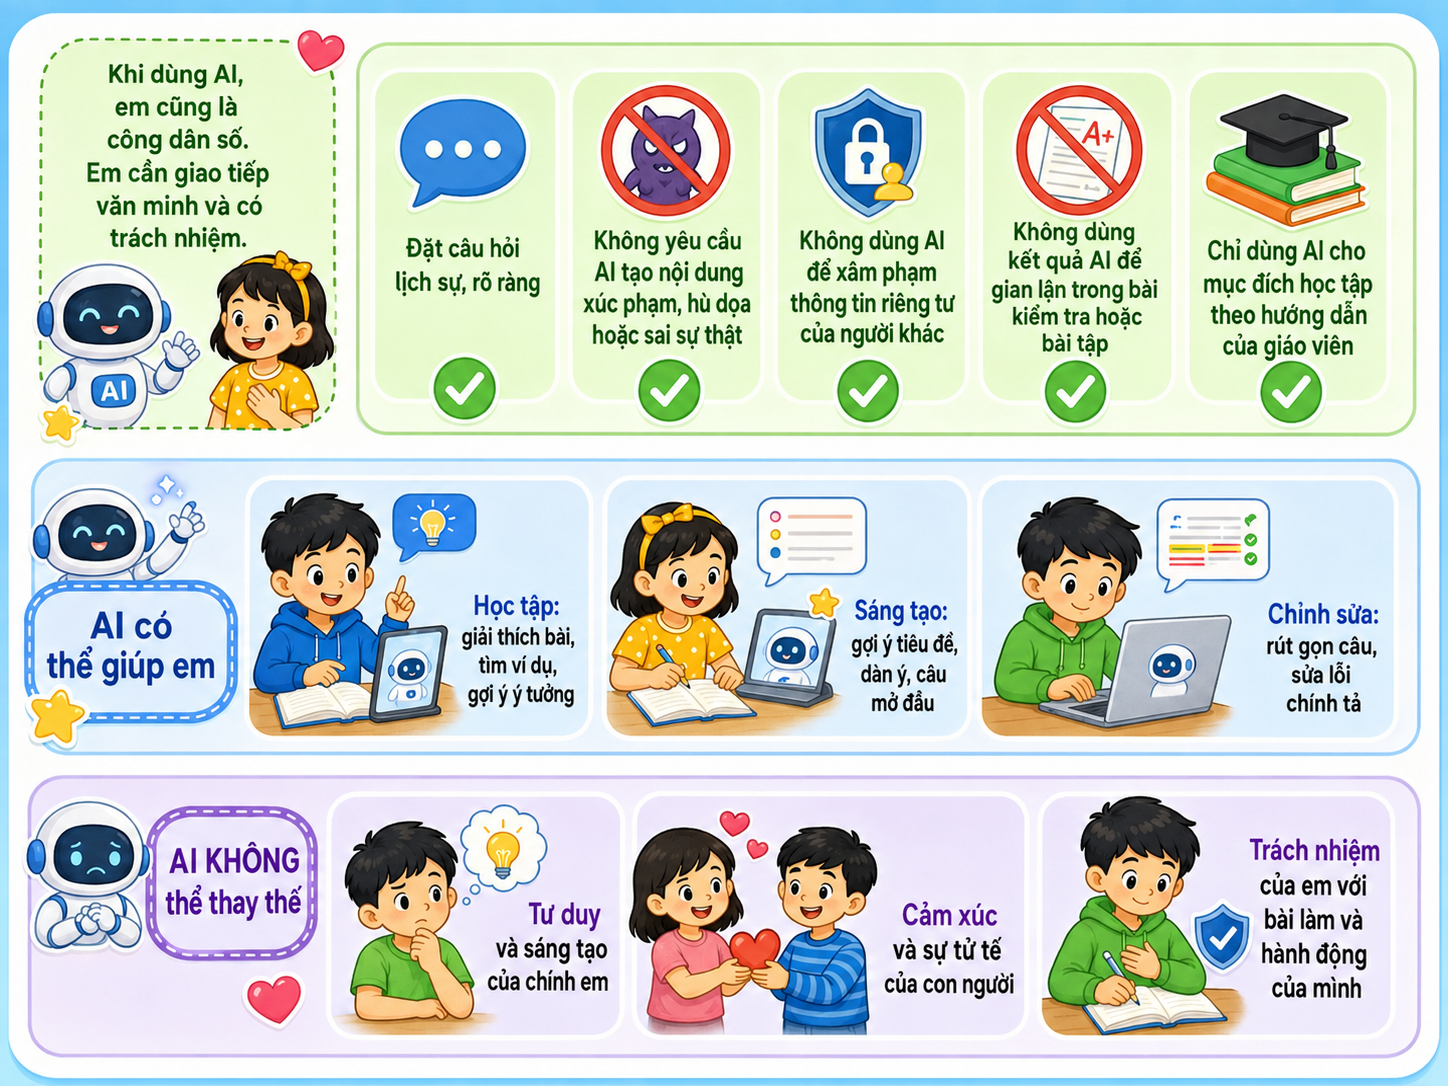 Khi dùng AI,
em cũng là
công dân số.
Em cần giao tiếp
văn minh và có
trách nhiệm.
AI
Đặt câu hỏi
lịch sự, rõ ràng
Không yêu cầu
AI tạo nội dung
xúc phạm, hù dọa
hoặc sai sự thật
Không dùng AI
để xâm phạm
thông tin riêng tư
của người khác
A+
Không dùng
kết quả AI để
gian lận trong bài
kiểm tra hoặc
bài tập
Chỉ dùng AI cho
mục đích học tập
theo hướng dẫn
của giáo viên
AI có
thể giúp em
Học tập:
giải thích bài,
tìm ví dụ,
gợi ý ý tưởng
Sáng tạo:
gợi ý tiêu đề,
dàn ý, câu
mở đầu
Chỉnh sửa:
rút gọn câu,
sửa lỗi
chính tả
AI KHÔNG
thể thay thế
Tư duy
và sáng tạo
của chính em
Cảm xúc
và sự tử tế
của con người
Trách nhiệm
của em với
bài làm và
hành động
của mình